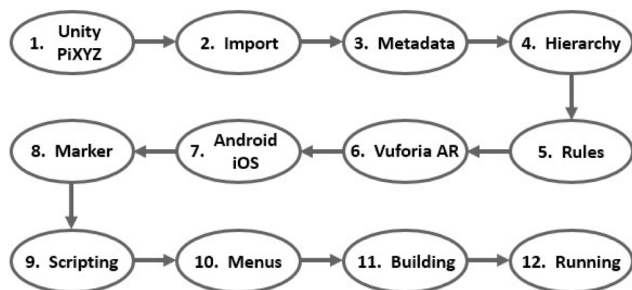 1. Unity
PiXYZ
2. Import
3. Metadata
4. Hierarchy
5. Rules
6. Vuforia AR
7. Android
iOS
8. Marker
9. Scripting
10. Menus
11. Building
12. Running